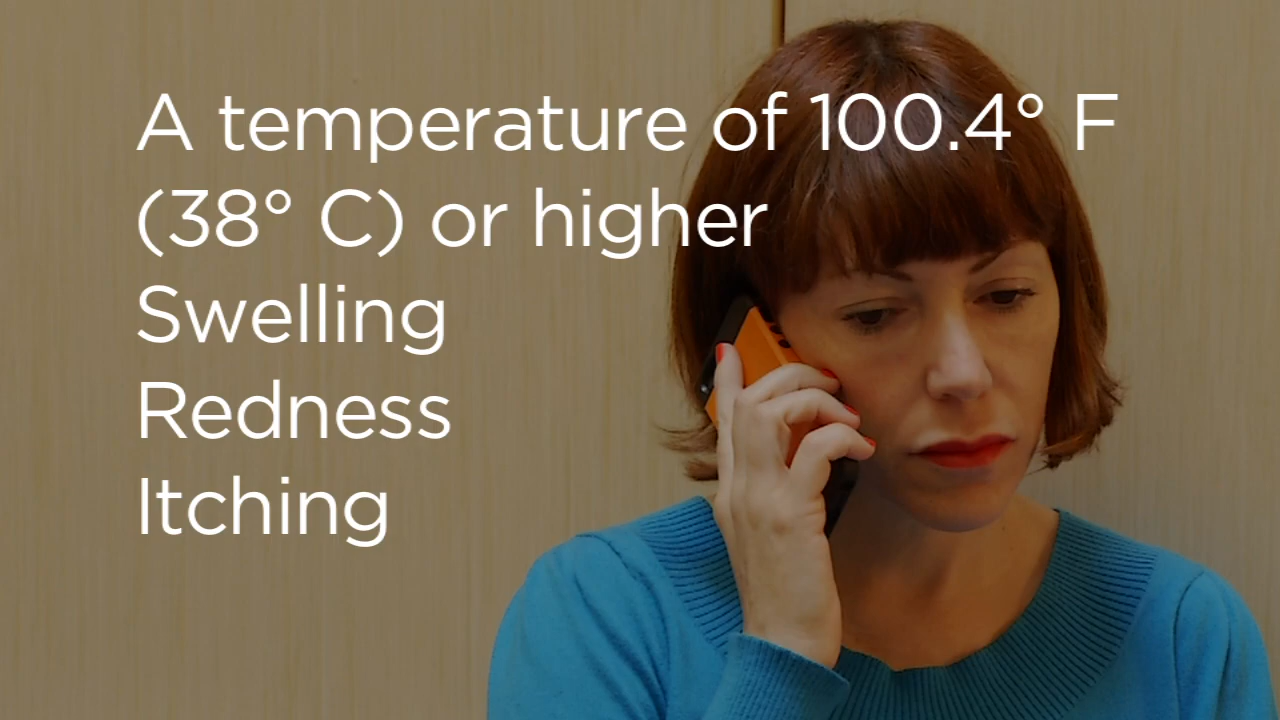 A temperature of 100.4° F
(38° C) or higher
Swelling
Redness
Itching